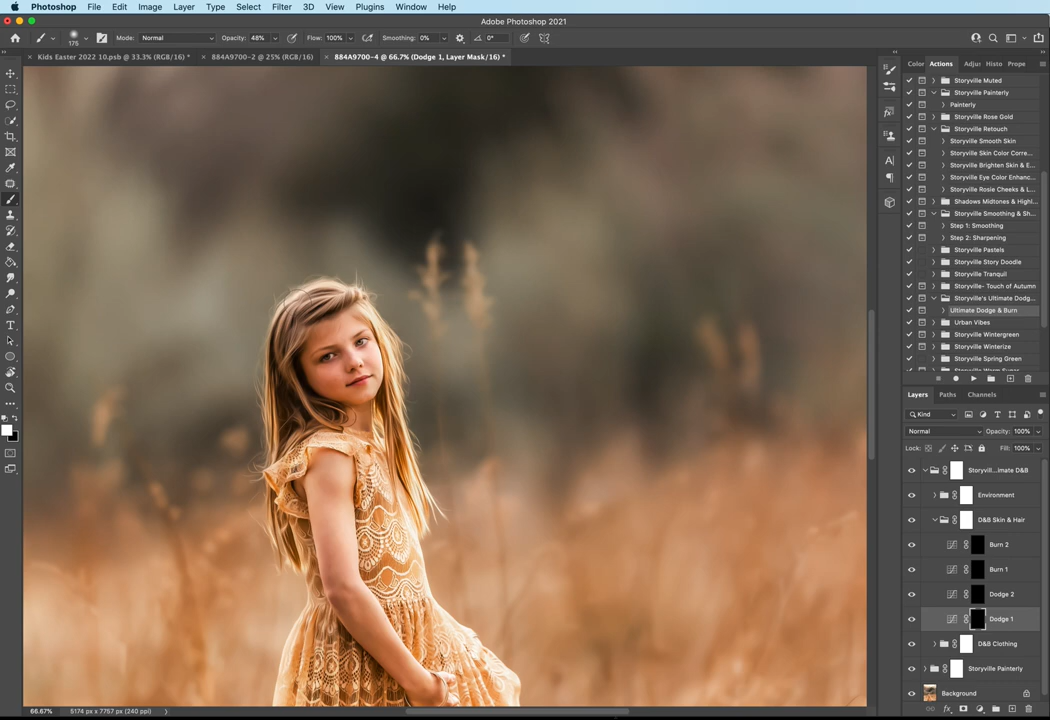 Photoshop File Edit Image Layer Type Select Filter 3D View Plugins Window Help
Adobe Photoshop 2021
175 Mode: Normal Opacity: 48% Flow: 100% Smoothing: 0% 0°
Kids Easter 2022 10.psb @ 33.3% (RGB/16) * 884A9700-2 @ 25% (RGB/16) 884A9700-4 @ 66.7% (Dodge 1, Layer Mask/16) *
Color Actions Adju Histo Prope
Storyville Muted
Storyville Painterly
Painterly
Storyville Rose Gold
Storyville Retouch
Storyville Smooth Skin
Storyville Skin Color Corre...
Storyville Brighten Skin & E...
Storyville Eye Color Enhanc...
Storyville Rosie Cheeks & L...
Shadows Midtones & Highl...
Storyville Smoothing & Sh...
Step 1: Smoothing
Step 2: Sharpening
Storyville Pastels
Storyville Story Doodle
Storyville Tranquil
Storyville- Touch of Autumn
Storyville's Ultimate Dodg...
Ultimate Dodge & Burn
Urban Vibes
Storyville Wintergreen
Storyville Winterize
Storyville Spring Green
Layers Paths Channels
Kind
Normal Opacity: 100%
Lock: Fill: 100%
Storyvill...imate D&B
Environment
D&B Skin & Hair
Burn 2
Burn 1
Dodge 2
Dodge 1
D&B Clothing
Storyville Painterly
Background
66.67% 5174 px x 7757 px (240 ppi)